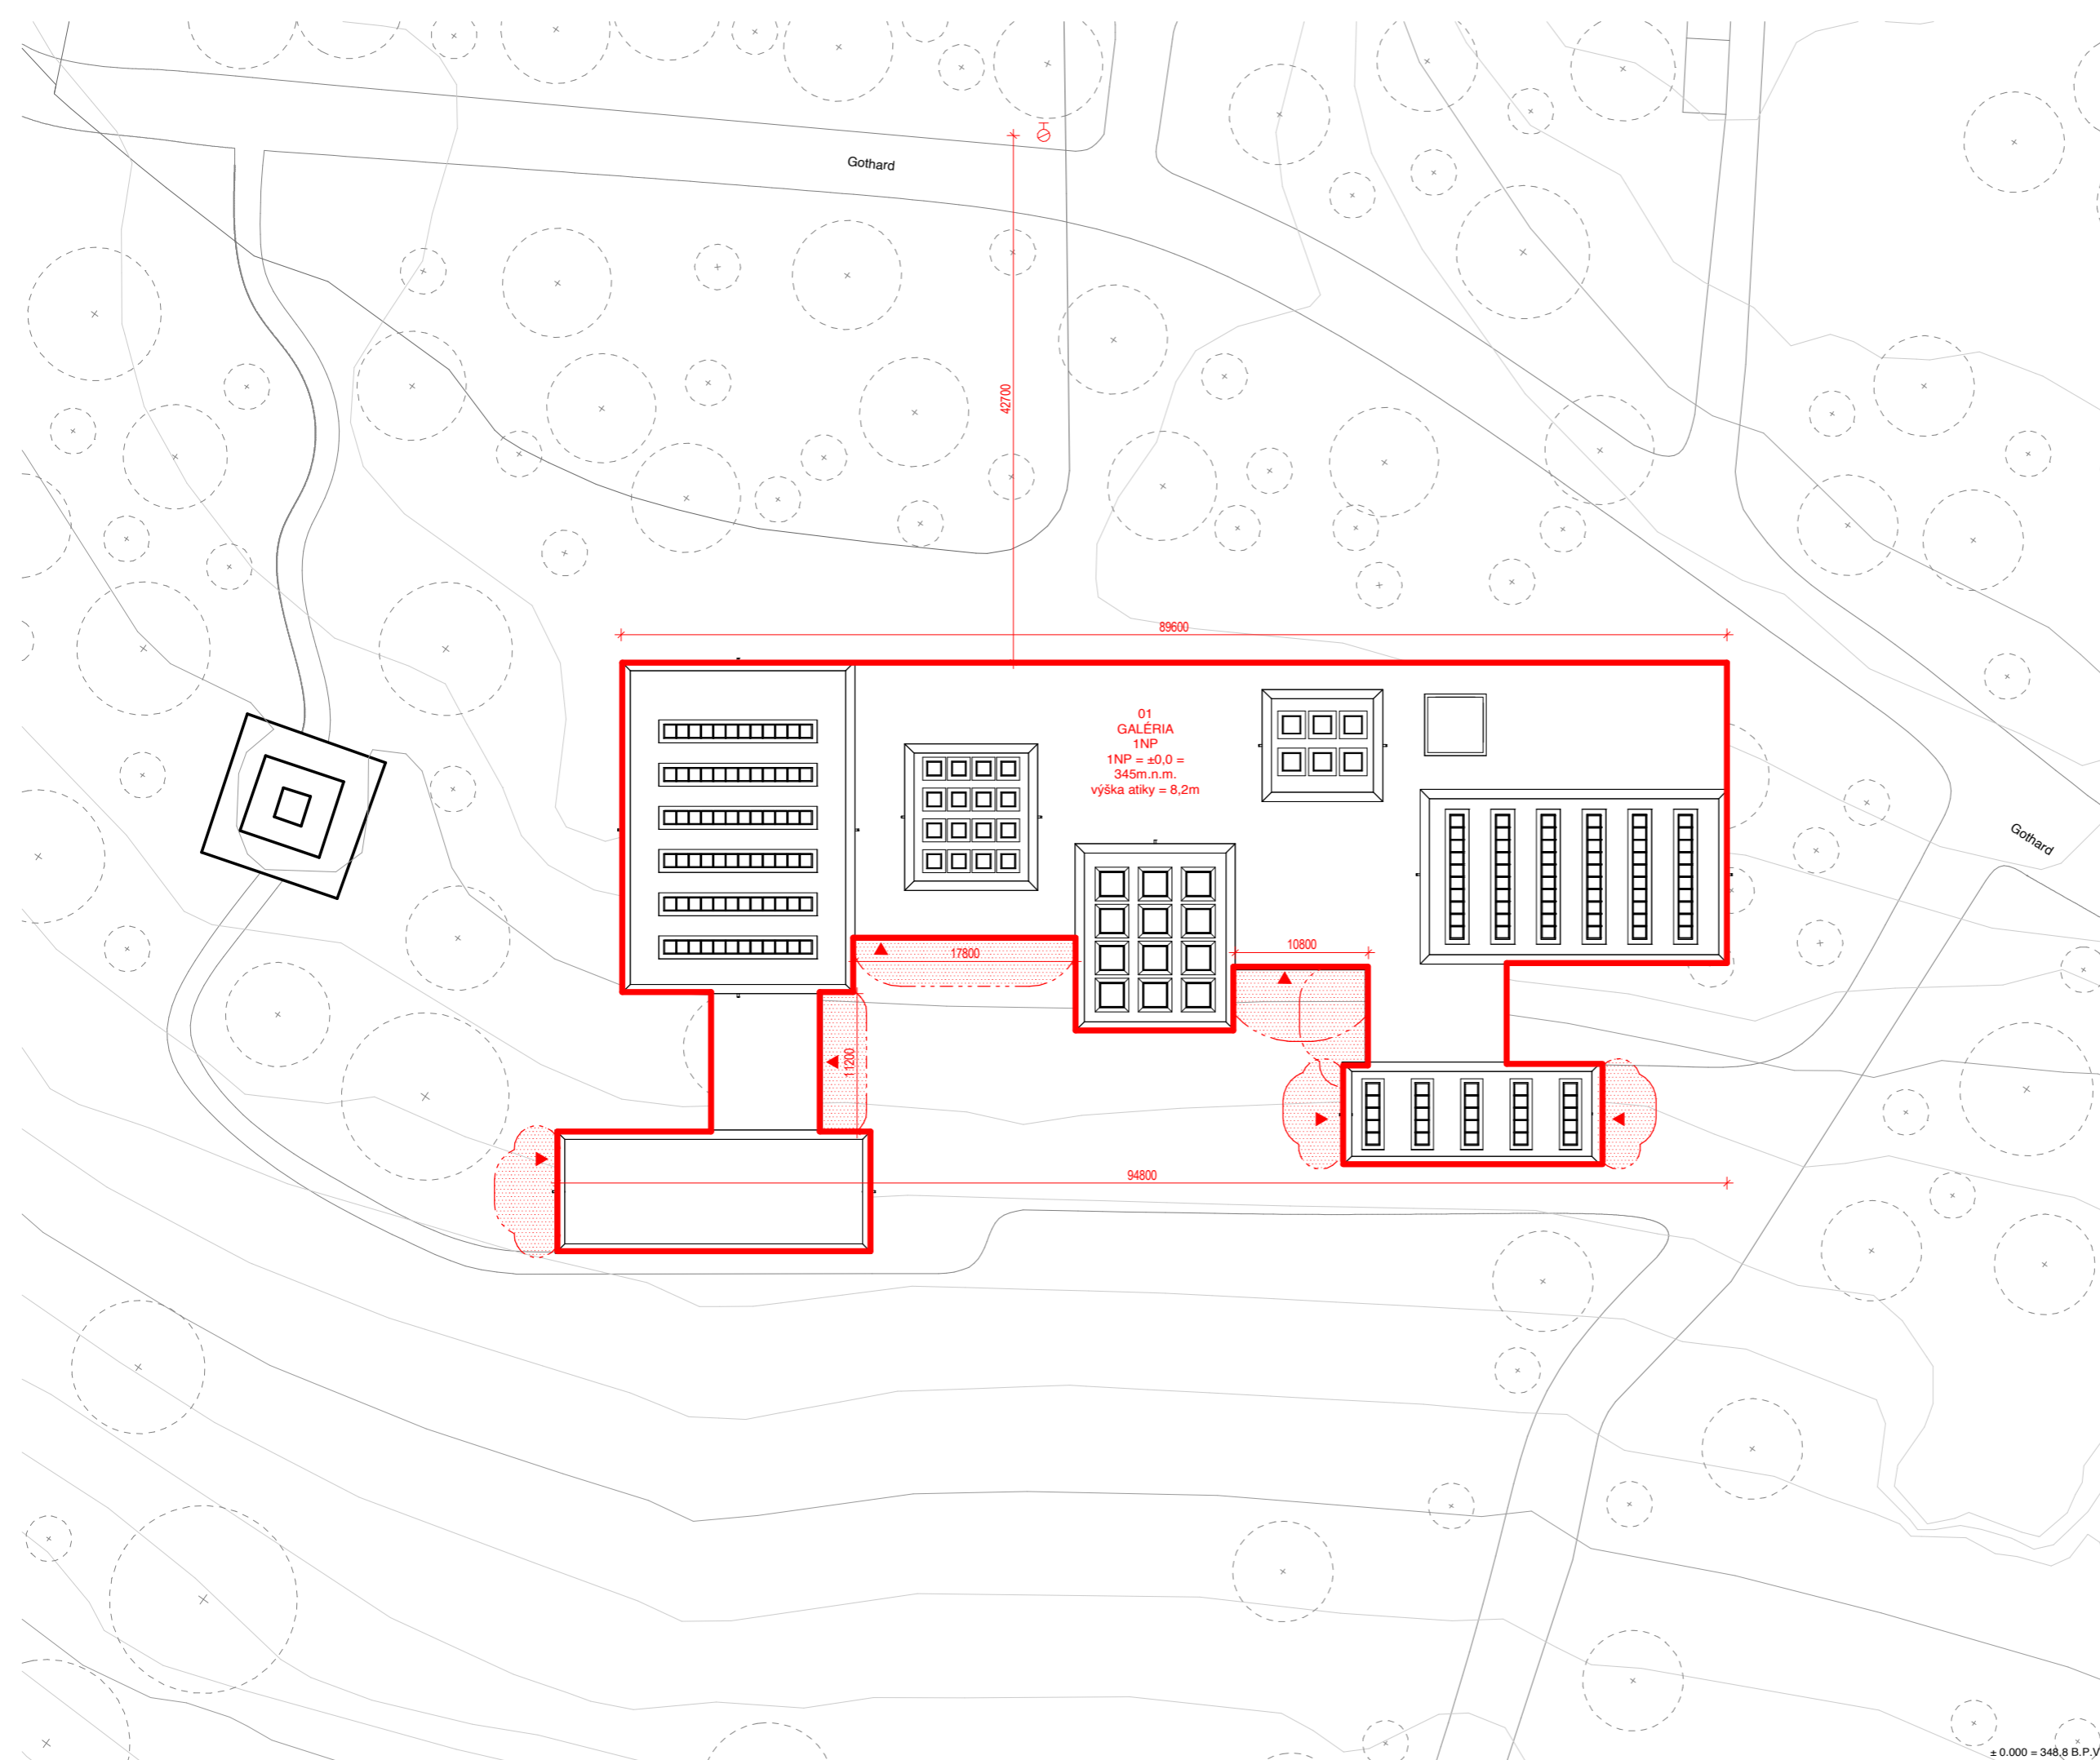 Gothard
42700
89600
01
GALÉRIA
1NP
1NP = ±0,0 =
345m.n.m.
výška atiky = 8,2m
Gothard
17800
10800
11200
94800
± 0.000 = 348,8 B.P.V